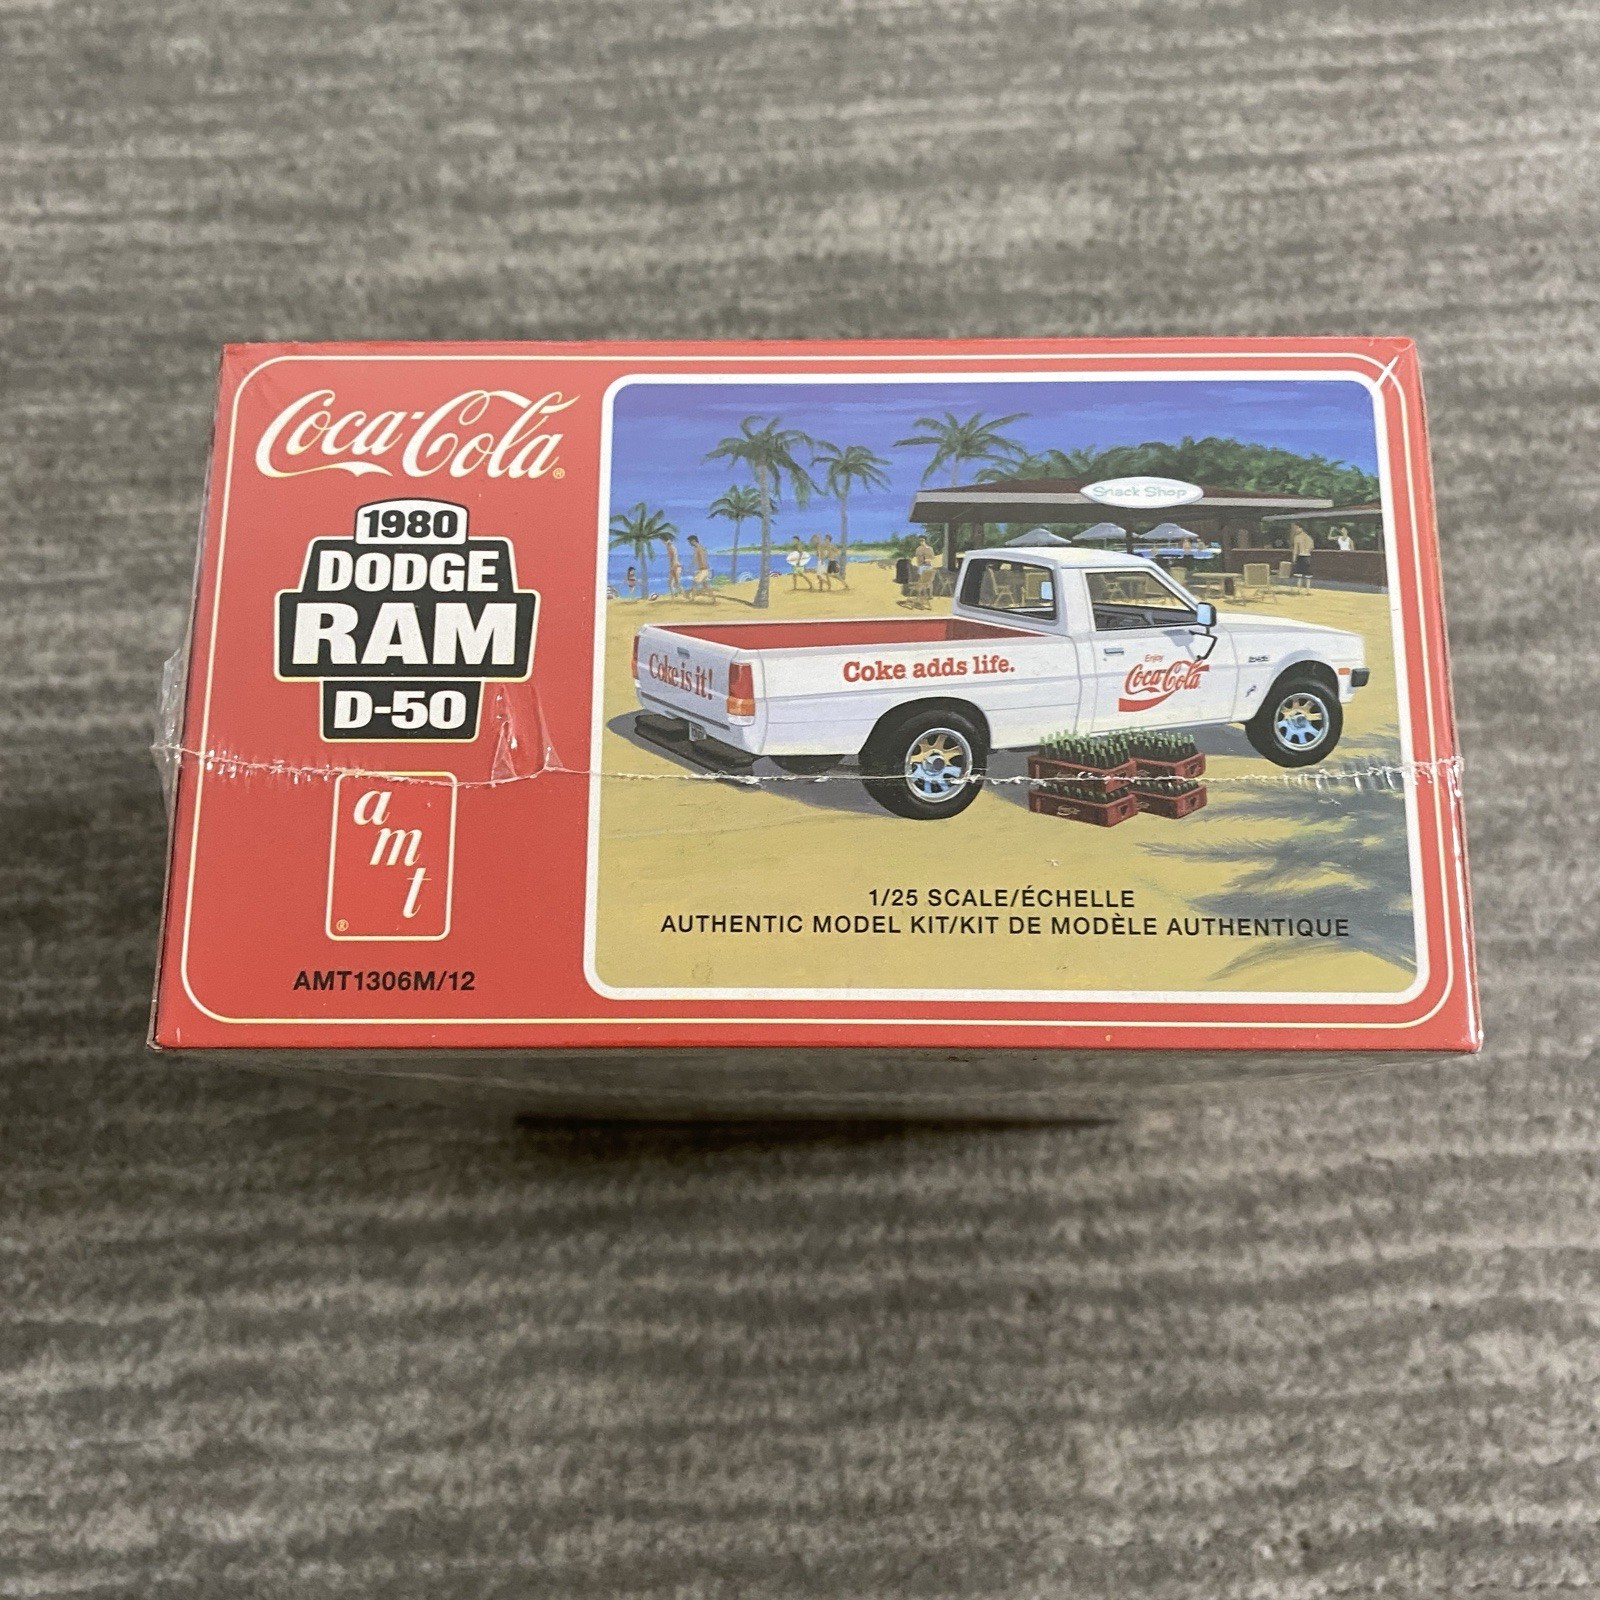 Coca-Cola®
1980
DODGE
RAM
D-50
a
m
t
®
AMT1306M/12
Snack Shop
Coke is it!
Coke adds life.
Enjoy
Coca-Cola
1/25 SCALE/ÉCHELLE
AUTHENTIC MODEL KIT/KIT DE MODÈLE AUTHENTIQUE